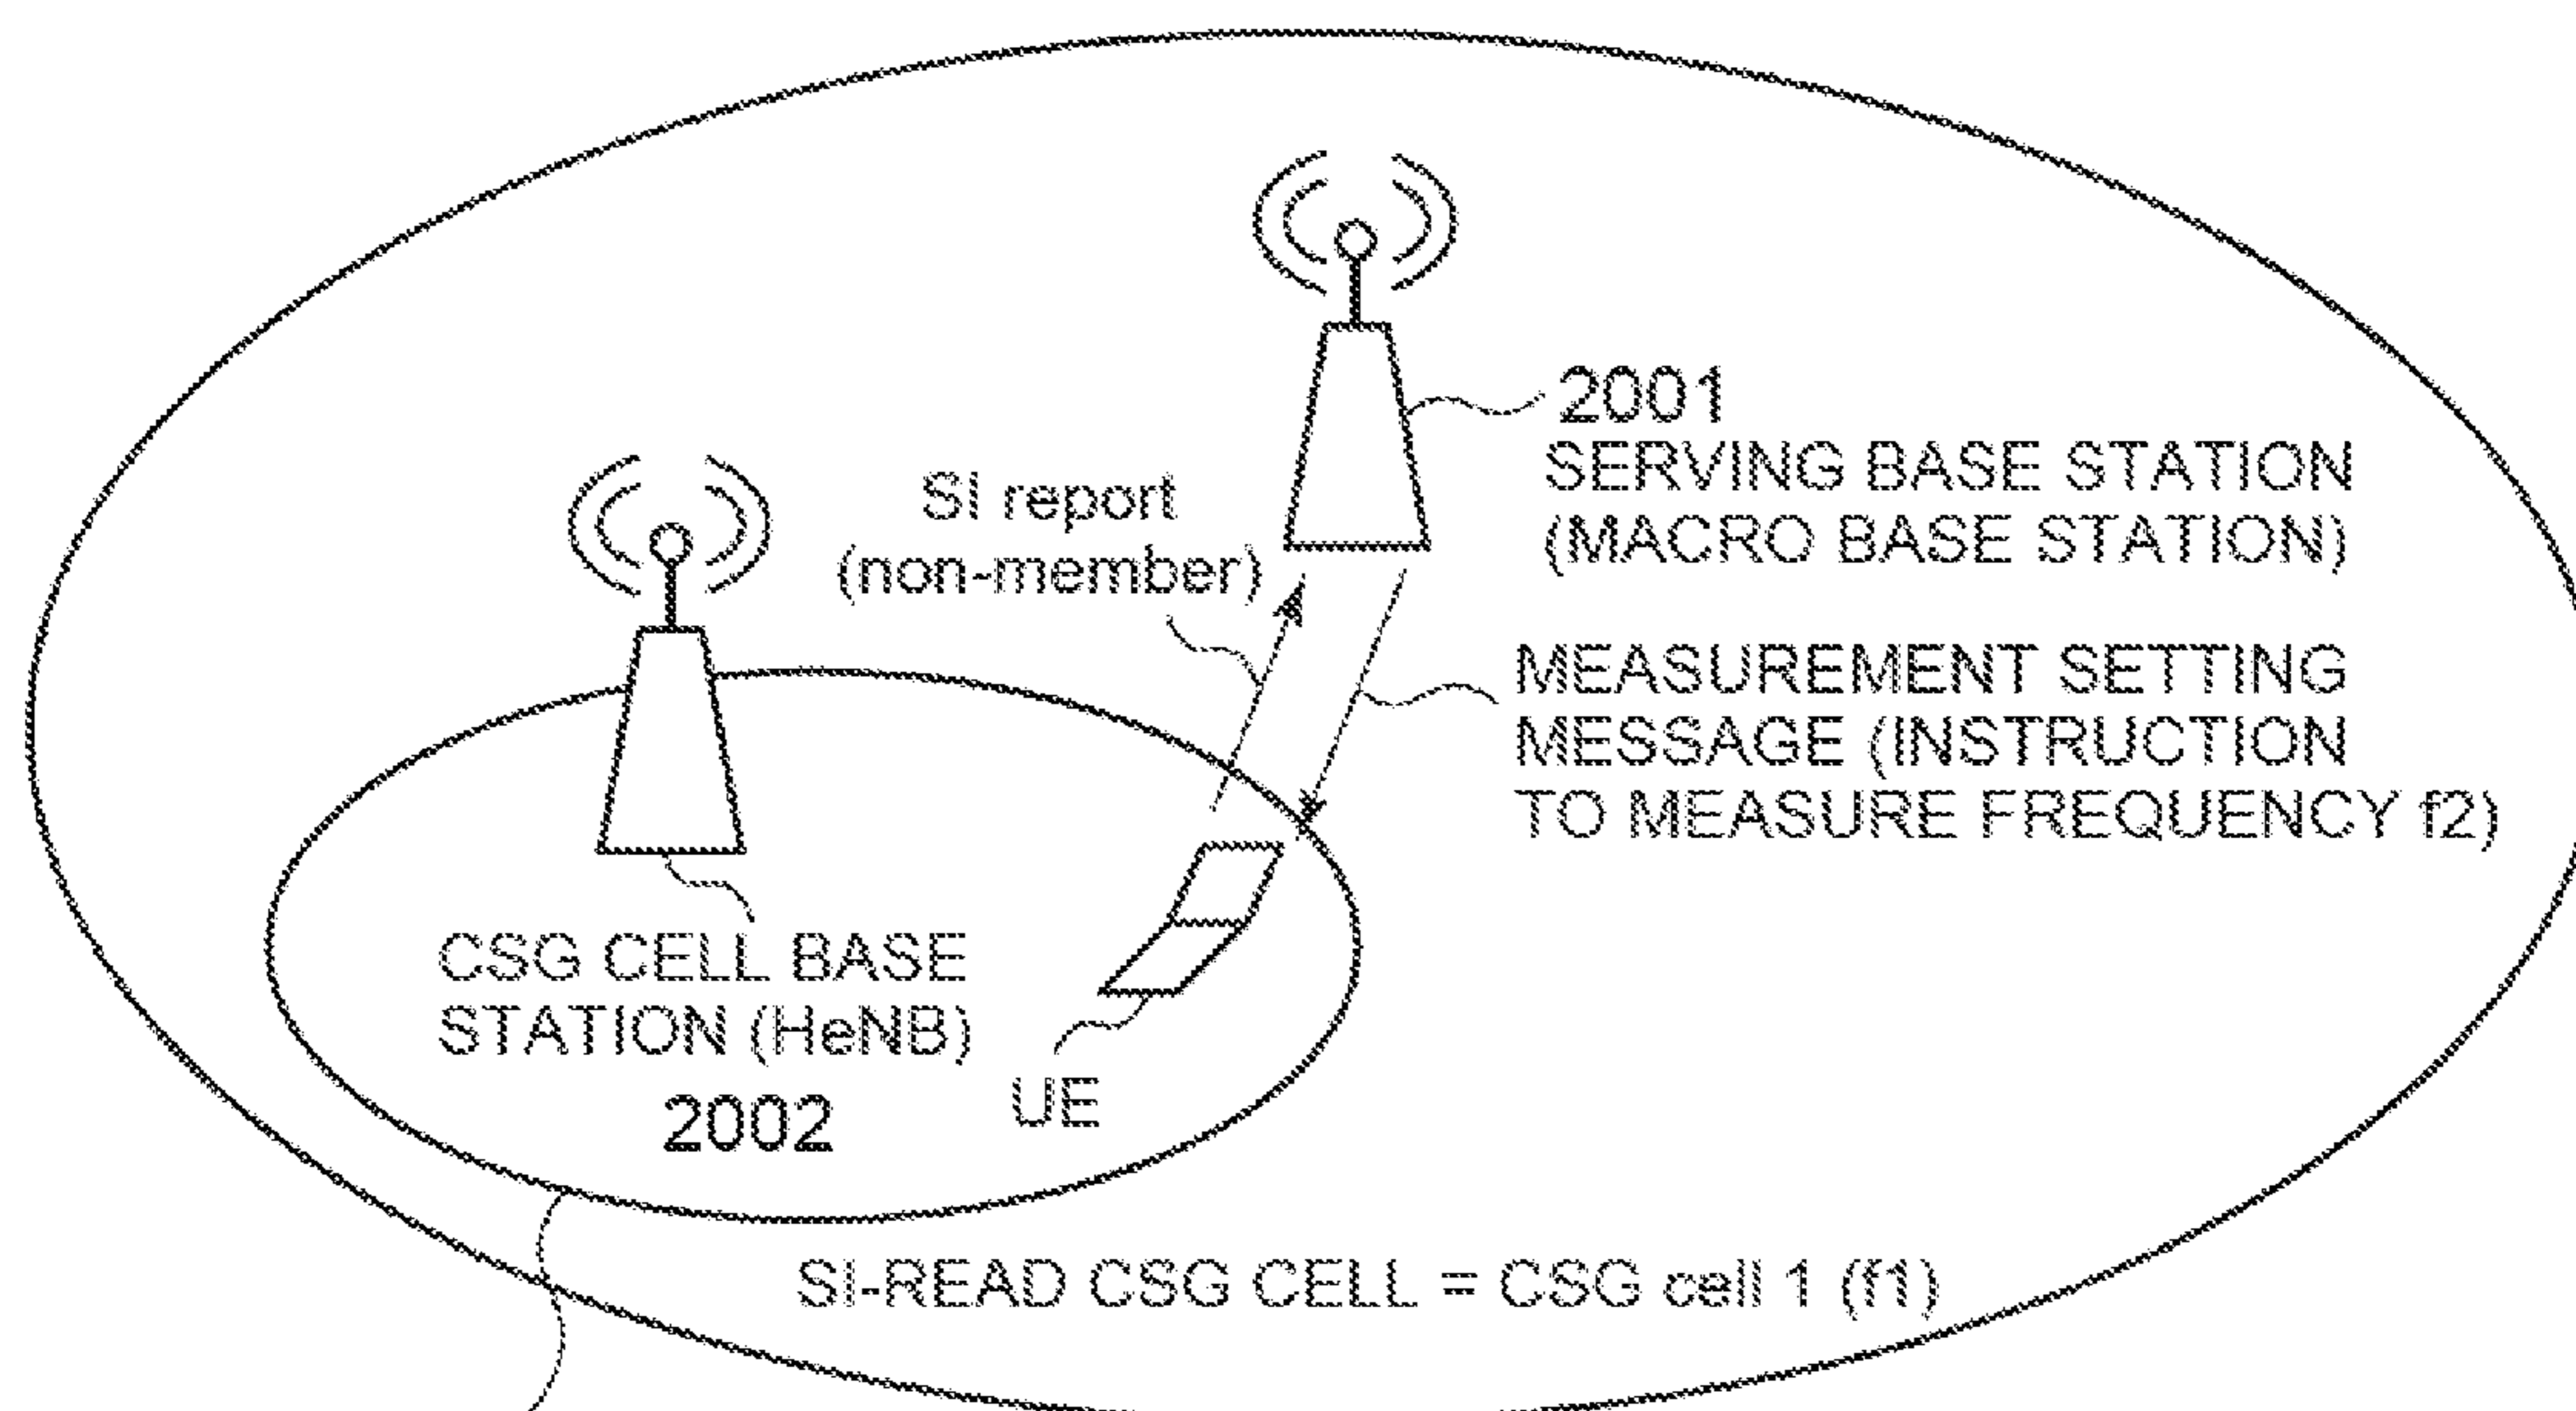 2001
SERVING BASE STATION
(MACRO BASE STATION)
SI report
(non-member)
MEASUREMENT SETTING
MESSAGE (INSTRUCTION
TO MEASURE FREQUENCY f2)
CSG CELL BASE
STATION (HeNB)
2002
UE
SI-READ CSG CELL = CSG cell 1 (f1)